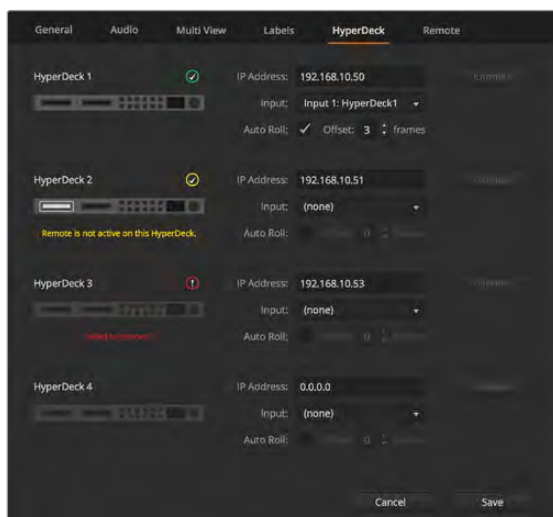 General Audio Multi View Labels HyperDeck Remote
HyperDeck 1 IP Address: 192.168.10.50
Input: Input 1: HyperDeck1
Auto Roll: Offset: 3 frames
HyperDeck 2 IP Address: 192.168.10.51
Input: (none)
Remote is not active on this HyperDeck.
Auto Roll:
HyperDeck 3 IP Address: 192.168.10.53
Input: (none)
Auto Roll:
HyperDeck 4 IP Address: 0.0.0.0
Input: (none)
Auto Roll:
Cancel Save